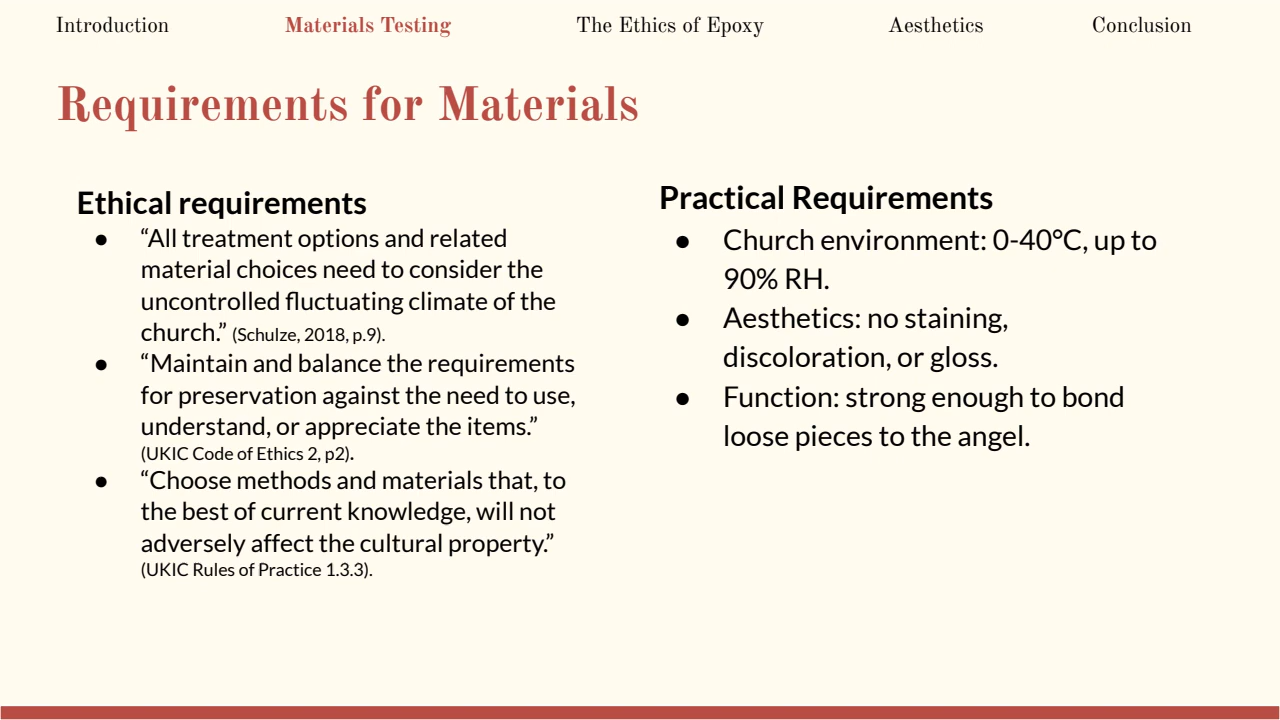 Introduction Materials Testing The Ethics of Epoxy Aesthetics Conclusion
Requirements for Materials
Ethical requirements
● “All treatment options and related
material choices need to consider the
uncontrolled fluctuating climate of the
church.” (Schulze, 2018, p.9).
● “Maintain and balance the requirements
for preservation against the need to use,
understand, or appreciate the items.”
(UKIC Code of Ethics 2, p2).
● “Choose methods and materials that, to
the best of current knowledge, will not
adversely affect the cultural property.”
(UKIC Rules of Practice 1.3.3).
Practical Requirements
● Church environment: 0-40°C, up to
90% RH.
● Aesthetics: no staining,
discoloration, or gloss.
● Function: strong enough to bond
loose pieces to the angel.